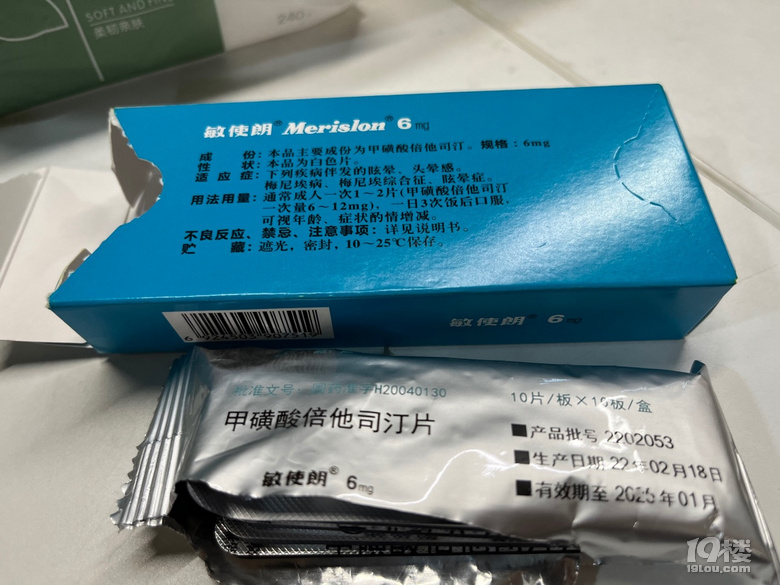 SOFT AND FINE
柔韧亲肤
240
敏使朗® Merislon® 6mg
成 份：本品主要成份为甲磺酸倍他司汀。规格：6mg
性 状：本品为白色片。
适 应 症：下列疾病伴发的眩晕、头晕感。
梅尼埃病、梅尼埃综合征、眩晕症。
用法用量：通常成人一次1～2片(甲磺酸倍他司汀
一次量6～12mg)，一日3次饭后口服，
可视年龄、症状酌情增减。
不良反应、禁忌、注意事项：详见说明书。
贮 藏：遮光，密封，10～25℃保存。
敏使朗® 6mg
批准文号：国药准字H20040130
10片/板×10板/盒
甲磺酸倍他司汀片
■产品批号 2202053
■生产日期 22年02月18日
■有效期至 2025年01月
敏使朗® 6mg
19楼
19lou.com